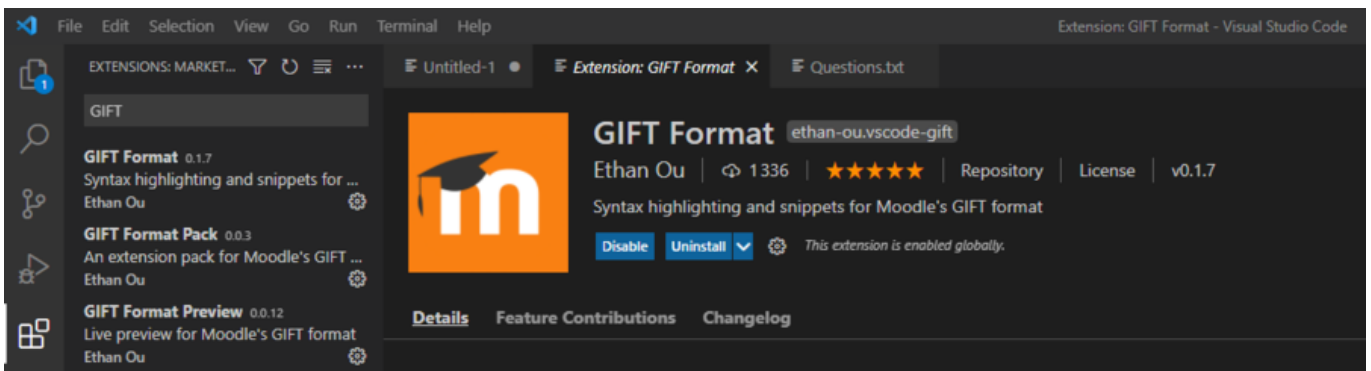 File Edit Selection View Go Run Terminal Help
Extension: GIFT Format - Visual Studio Code
EXTENSIONS: MARKET...
Untitled-1
Extension: GIFT Format
Questions.txt
1
GIFT
GIFT Format 0.1.7
Syntax highlighting and snippets for ...
Ethan Ou
GIFT Format Pack 0.0.3
An extension pack for Moodle's GIFT ...
Ethan Ou
GIFT Format Preview 0.0.12
Live preview for Moodle's GIFT format
Ethan Ou
m
GIFT Format ethan-ou.vscode-gift
Ethan Ou 1336 Repository License v0.1.7
Syntax highlighting and snippets for Moodle's GIFT format
Disable Uninstall This extension is enabled globally.
Details Feature Contributions Changelog